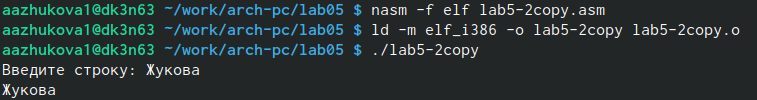 aazhukova1@dk3n63 ~/work/arch-pc/lab05 $ nasm -f elf lab5-2copy.asm
aazhukova1@dk3n63 ~/work/arch-pc/lab05 $ ld -m elf_i386 -o lab5-2copy lab5-2copy.o
aazhukova1@dk3n63 ~/work/arch-pc/lab05 $ ./lab5-2copy
Введите строку: Жукова
Жукова